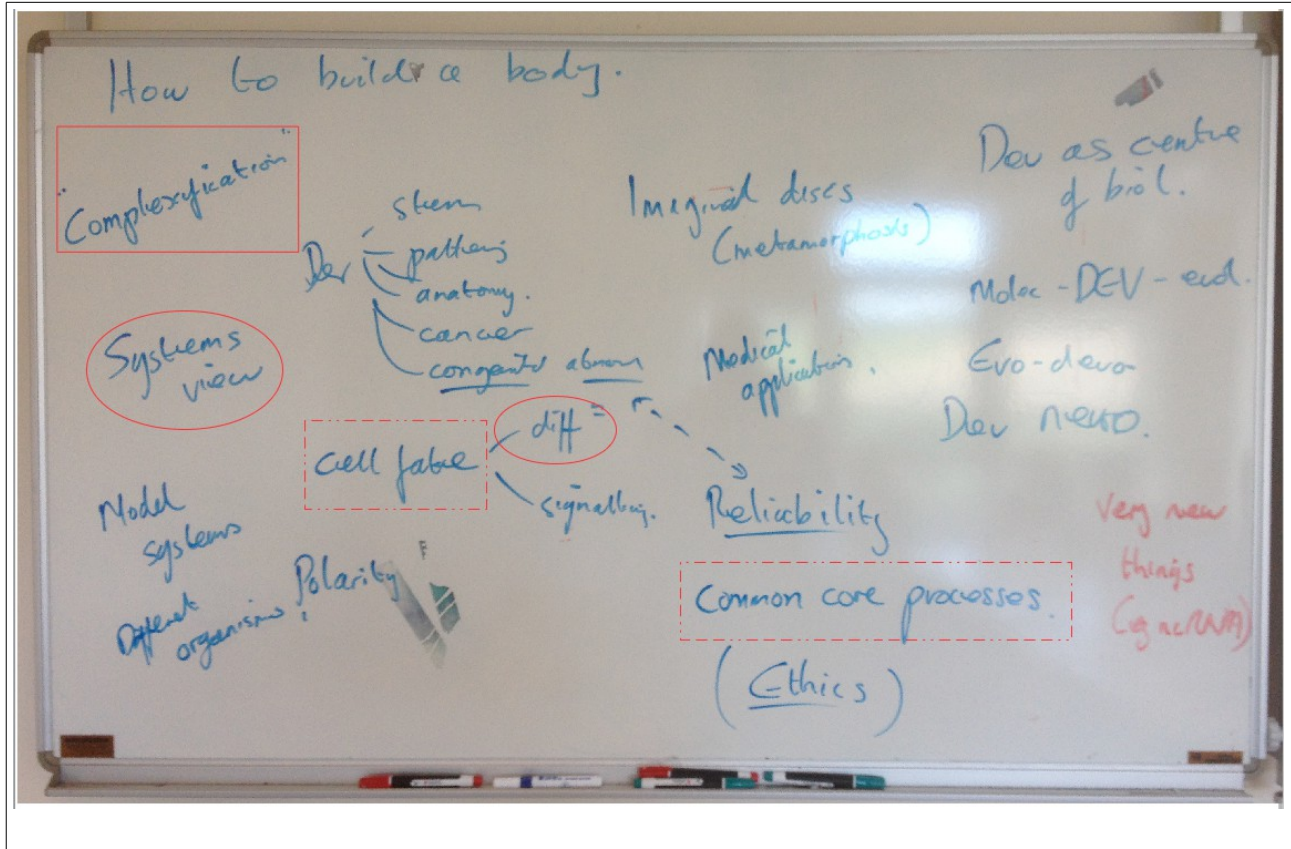 How to build a body.
"Complexification"
Dev
stem
pathways
anatomy.
cancer
congenital abnorm
Systems
view
cell fate
diff
signalling.
Model
systems
Different
organisms!
Polarity
Imaginal discs
(metamorphosis)
Medical
applications.
Reliability
Common core processes.
(Ethics)
Dev as centre
of biol.
Molec-DEV-evol.
Evo-devo
Dev neuro.
Very new
things
(eg ncRNA)